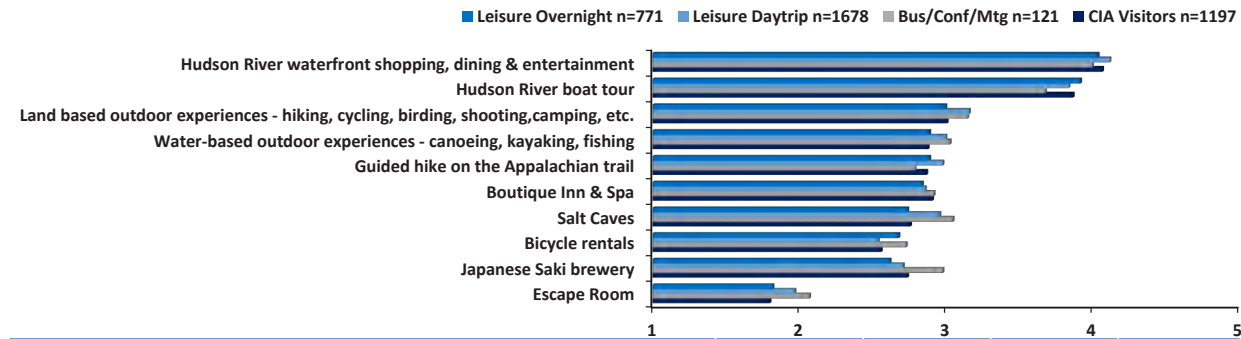 Leisure Overnight n=771 Leisure Daytrip n=1678 Bus/Conf/Mtg n=121 CIA Visitors n=1197
Hudson River waterfront shopping, dining & entertainment
Hudson River boat tour
Land based outdoor experiences - hiking, cycling, birding, shooting,camping, etc.
Water-based outdoor experiences - canoeing, kayaking, fishing
Guided hike on the Appalachian trail
Boutique Inn & Spa
Salt Caves
Bicycle rentals
Japanese Saki brewery
Escape Room
1 2 3 4 5